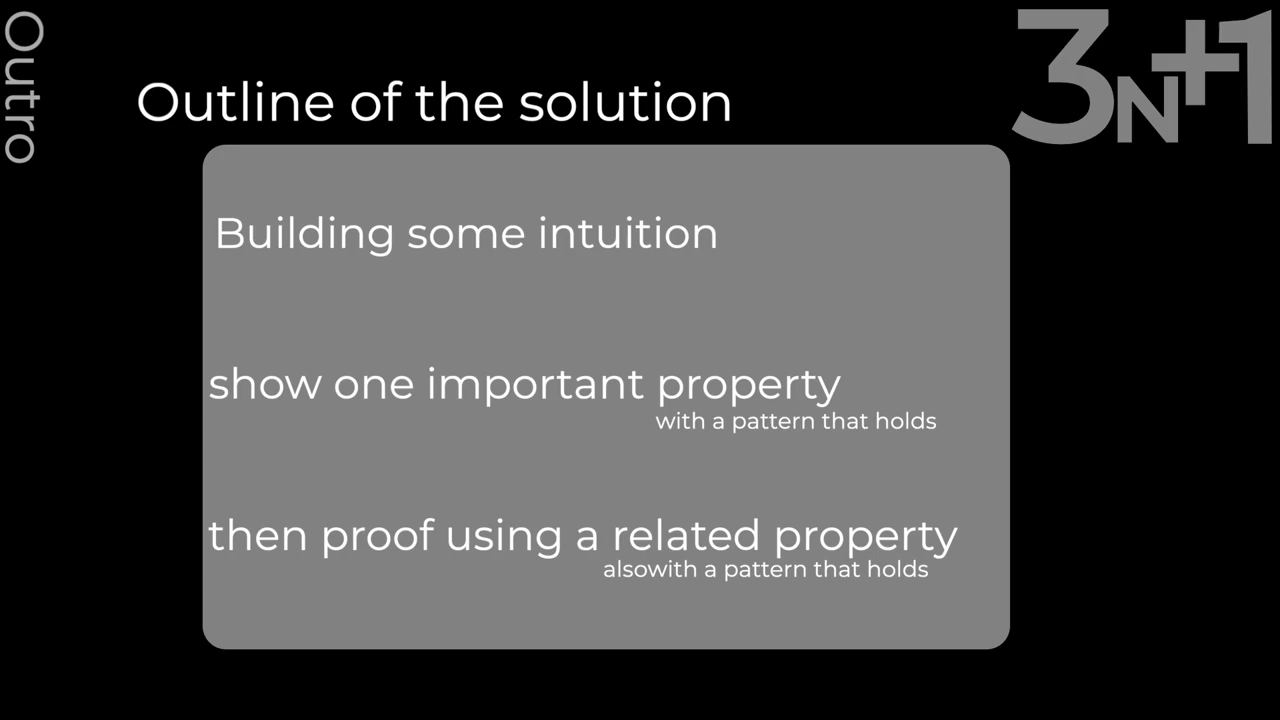 Outro
3N+1
Outline of the solution
Building some intuition
show one important property
with a pattern that holds
then proof using a related property
alsowith a pattern that holds